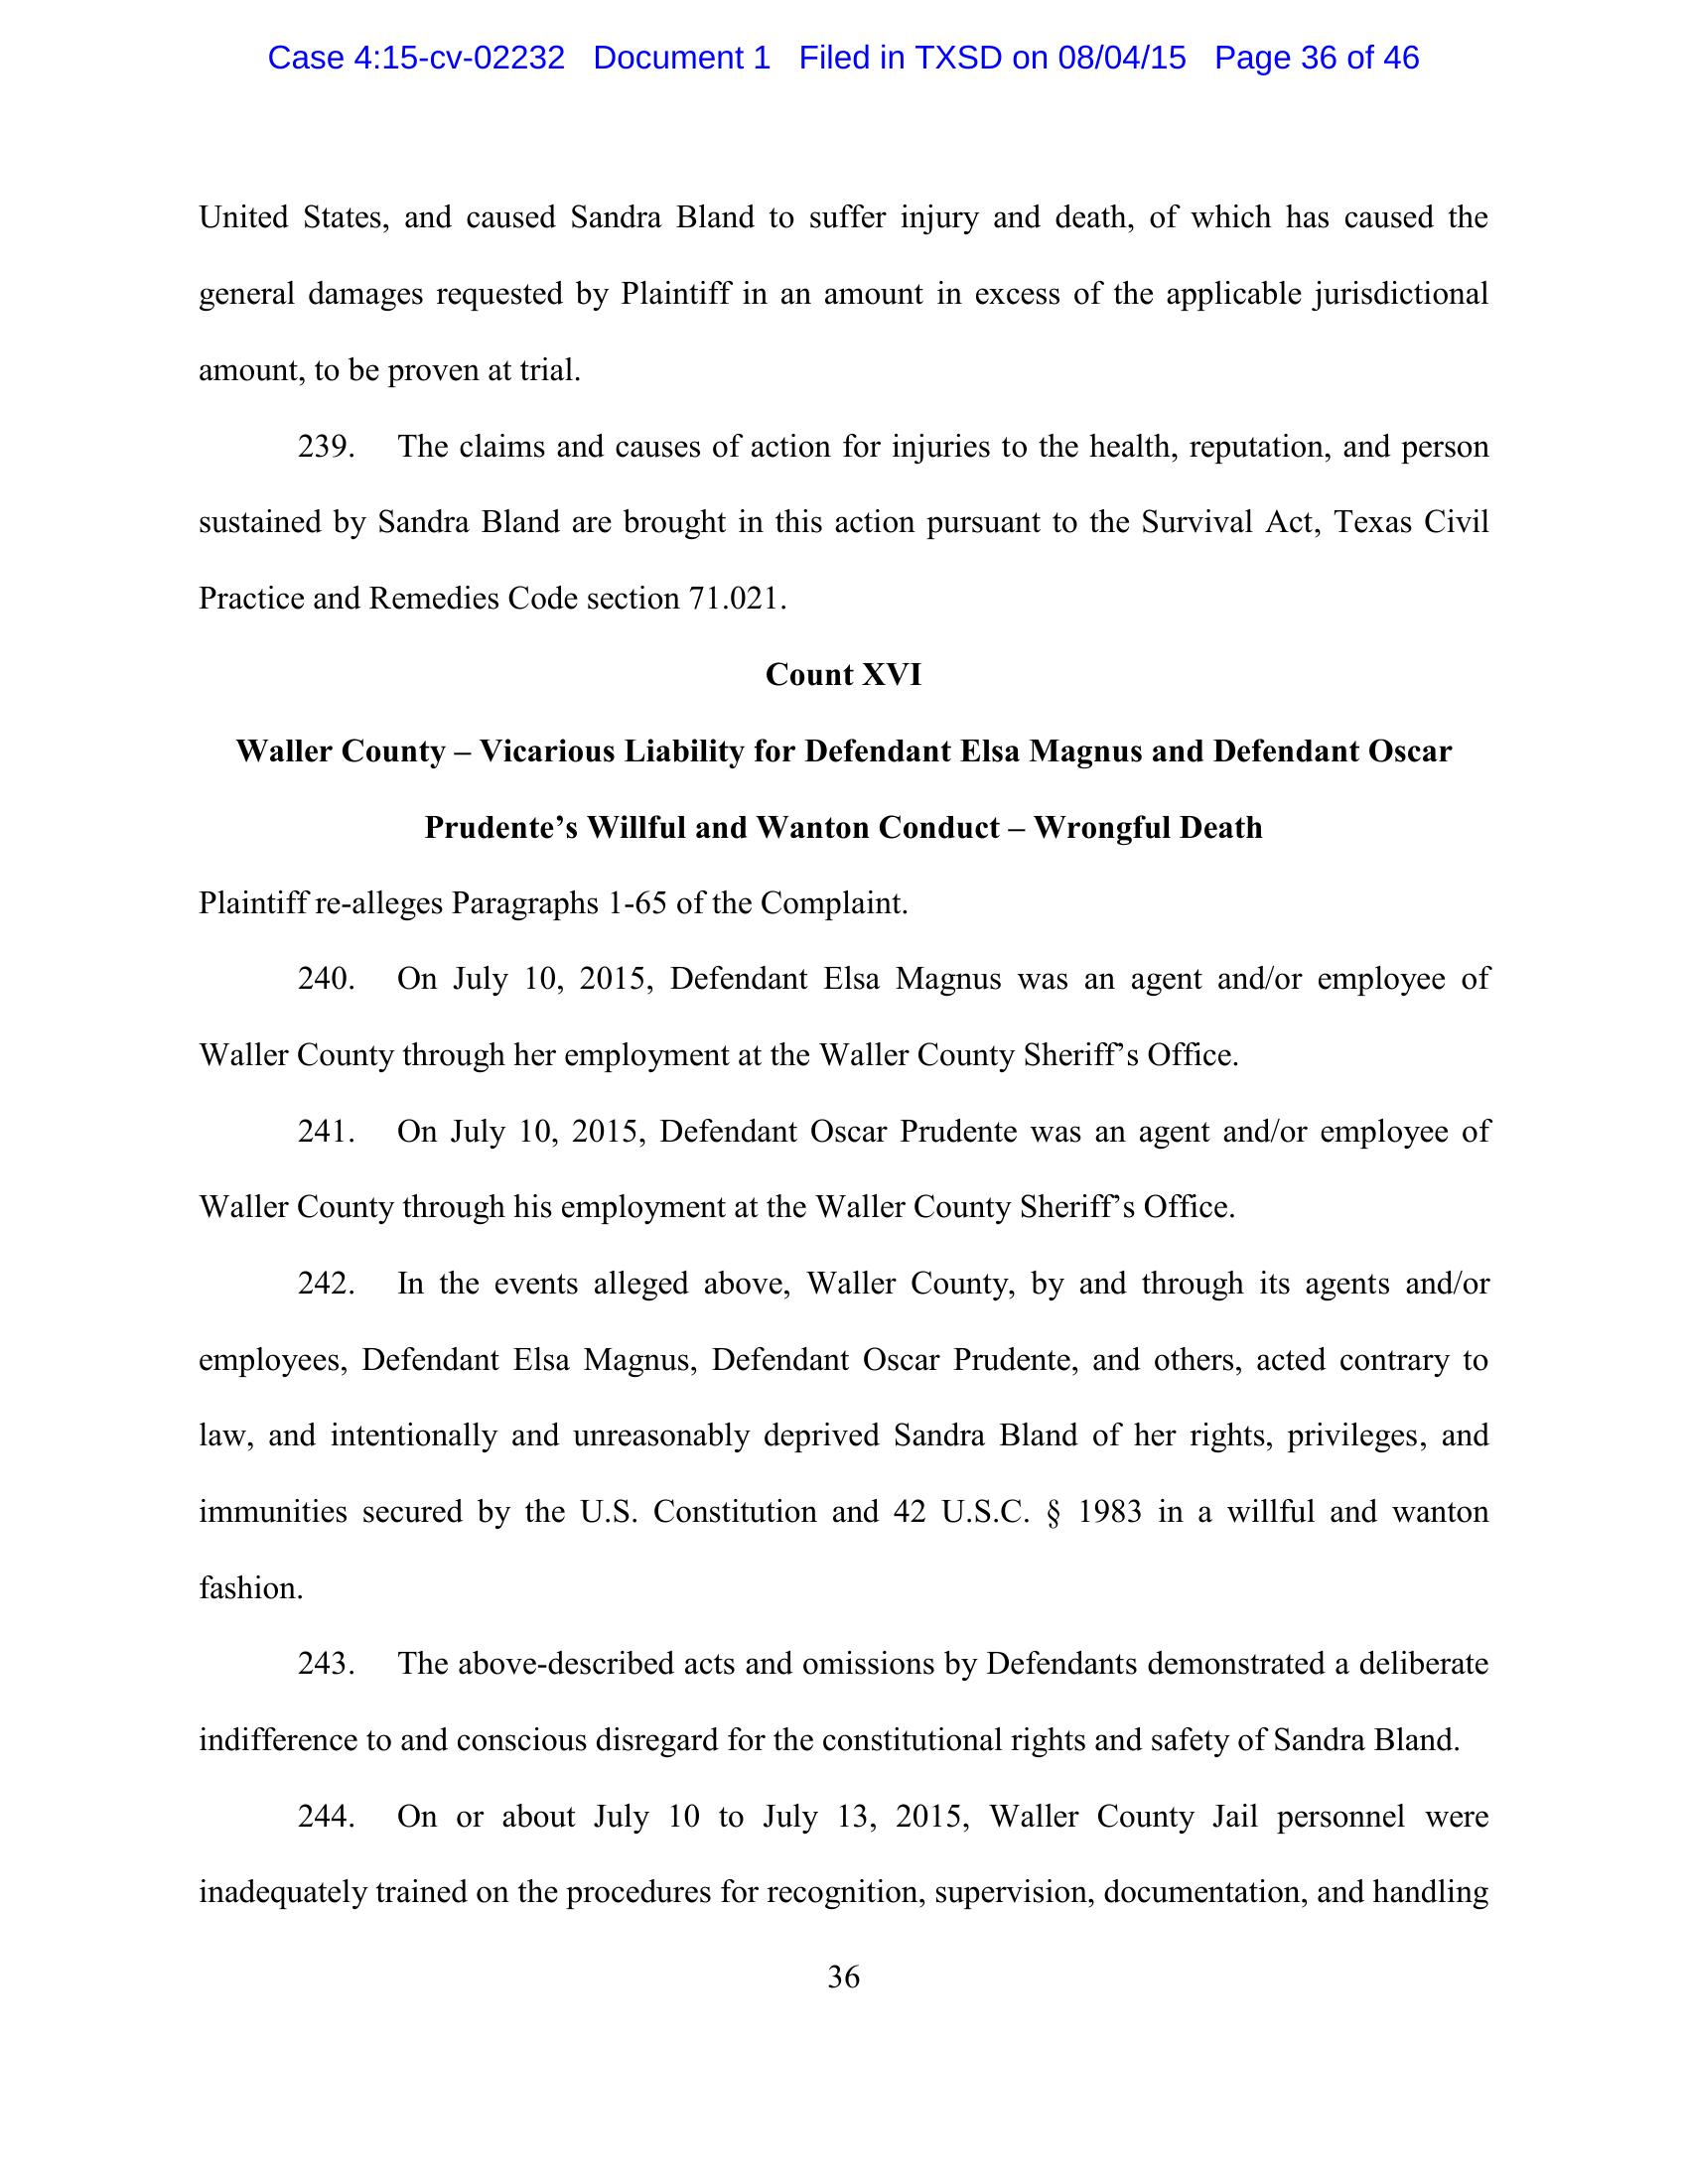 Case 4:15-cv-02232 Document 1 Filed in TXSD on 08/04/15 Page 36 of 46
United States, and caused Sandra Bland to suffer injury and death, of which has caused the
general damages requested by Plaintiff in an amount in excess of the applicable jurisdictional
amount, to be proven at trial.
239. The claims and causes of action for injuries to the health, reputation, and person
sustained by Sandra Bland are brought in this action pursuant to the Survival Act, Texas Civil
Practice and Remedies Code section 71.021.
Count XVI
Waller County – Vicarious Liability for Defendant Elsa Magnus and Defendant Oscar
Prudente’s Willful and Wanton Conduct – Wrongful Death
Plaintiff re-alleges Paragraphs 1-65 of the Complaint.
240. On July 10, 2015, Defendant Elsa Magnus was an agent and/or employee of
Waller County through her employment at the Waller County Sheriff’s Office.
241. On July 10, 2015, Defendant Oscar Prudente was an agent and/or employee of
Waller County through his employment at the Waller County Sheriff’s Office.
242. In the events alleged above, Waller County, by and through its agents and/or
employees, Defendant Elsa Magnus, Defendant Oscar Prudente, and others, acted contrary to
law, and intentionally and unreasonably deprived Sandra Bland of her rights, privileges, and
immunities secured by the U.S. Constitution and 42 U.S.C. § 1983 in a willful and wanton
fashion.
243. The above-described acts and omissions by Defendants demonstrated a deliberate
indifference to and conscious disregard for the constitutional rights and safety of Sandra Bland.
244. On or about July 10 to July 13, 2015, Waller County Jail personnel were
inadequately trained on the procedures for recognition, supervision, documentation, and handling
36